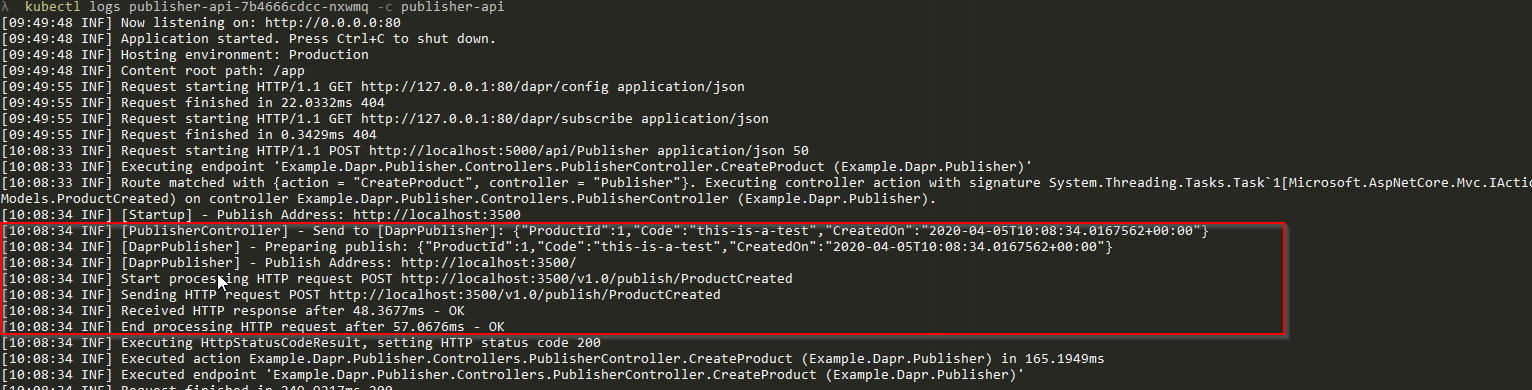 λ kubectl logs publisher-api-7b4666cdcc-nxwmq -c publisher-api
[09:49:48 INF] Now listening on: http://0.0.0.0:80
[09:49:48 INF] Application started. Press Ctrl+C to shut down.
[09:49:48 INF] Hosting environment: Production
[09:49:48 INF] Content root path: /app
[09:49:55 INF] Request starting HTTP/1.1 GET http://127.0.0.1:80/dapr/config application/json
[09:49:55 INF] Request finished in 22.0332ms 404
[09:49:55 INF] Request starting HTTP/1.1 GET http://127.0.0.1:80/dapr/subscribe application/json
[09:49:55 INF] Request finished in 0.3429ms 404
[10:08:33 INF] Request starting HTTP/1.1 POST http://localhost:5000/api/Publisher application/json 50
[10:08:33 INF] Executing endpoint 'Example.Dapr.Publisher.Controllers.PublisherController.CreateProduct (Example.Dapr.Publisher)'
[10:08:33 INF] Route matched with {action = "CreateProduct", controller = "Publisher"}. Executing controller action with signature System.Threading.Tasks.Task`1[Microsoft.AspNetCore.Mvc.IActio
Models.ProductCreated) on controller Example.Dapr.Publisher.Controllers.PublisherController (Example.Dapr.Publisher).
[10:08:34 INF] [Startup] - Publish Address: http://localhost:3500
[10:08:34 INF] [PublisherController] - Send to [DaprPublisher]: {"ProductId":1,"Code":"this-is-a-test","CreatedOn":"2020-04-05T10:08:34.0167562+00:00"}
[10:08:34 INF] [DaprPublisher] - Preparing publish: {"ProductId":1,"Code":"this-is-a-test","CreatedOn":"2020-04-05T10:08:34.0167562+00:00"}
[10:08:34 INF] [DaprPublisher] - Publish Address: http://localhost:3500/
[10:08:34 INF] Start processing HTTP request POST http://localhost:3500/v1.0/publish/ProductCreated
[10:08:34 INF] Sending HTTP request POST http://localhost:3500/v1.0/publish/ProductCreated
[10:08:34 INF] Received HTTP response after 48.3677ms - OK
[10:08:34 INF] End processing HTTP request after 57.0676ms - OK
[10:08:34 INF] Executing HttpStatusCodeResult, setting HTTP status code 200
[10:08:34 INF] Executed action Example.Dapr.Publisher.Controllers.PublisherController.CreateProduct (Example.Dapr.Publisher) in 165.1949ms
[10:08:34 INF] Executed endpoint 'Example.Dapr.Publisher.Controllers.PublisherController.CreateProduct (Example.Dapr.Publisher)'
[10:08:34 INF] Request finished in